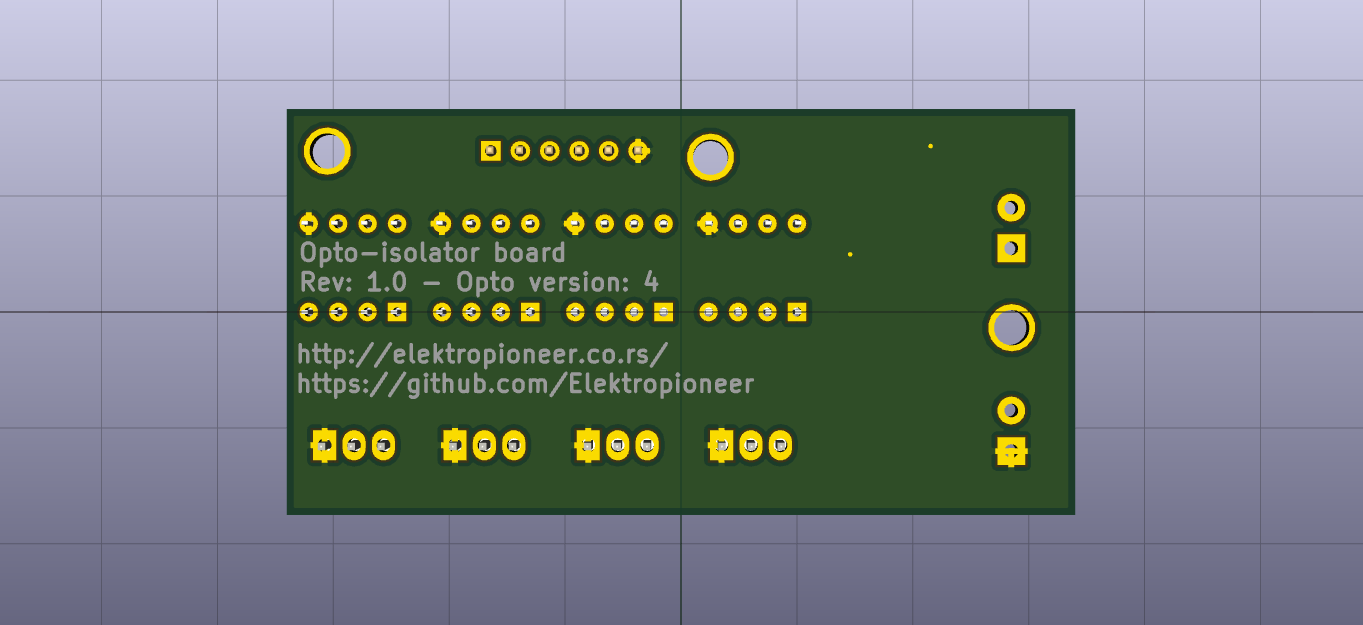 Opto-isolator board
Rev: 1.0 - Opto version: 4
http://elektropioneer.co.rs/
https://github.com/Elektropioneer